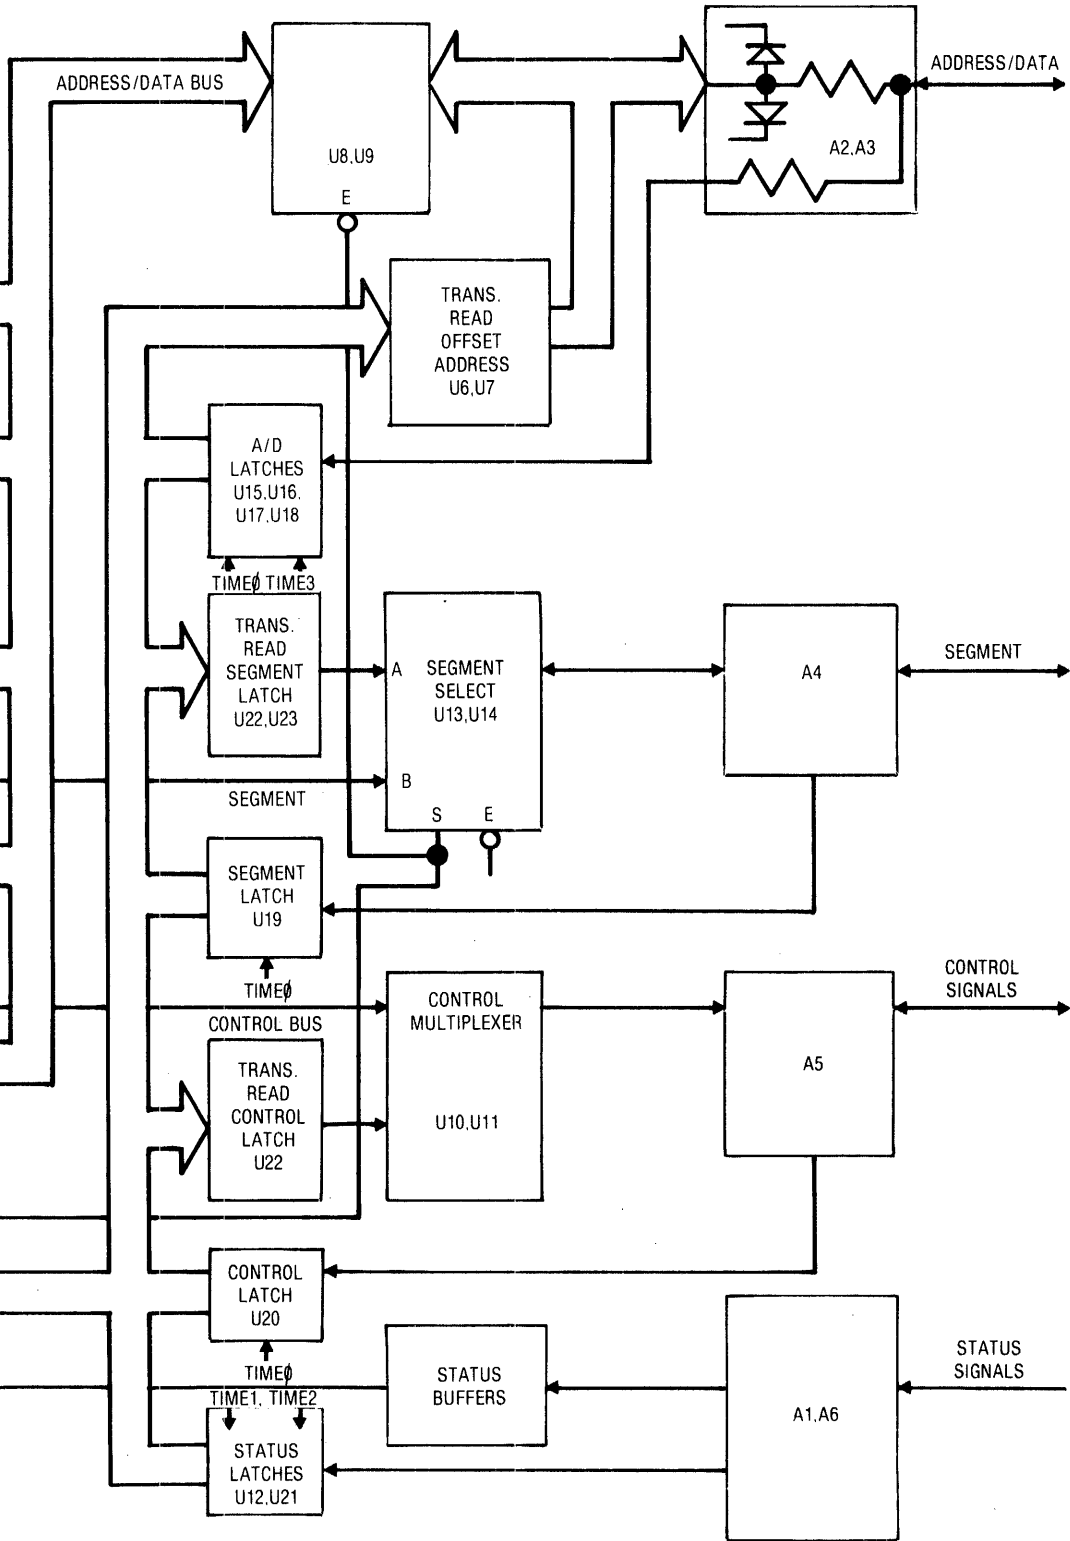 ADDRESS/DATA BUS
U8,U9
E
A2,A3
ADDRESS/DATA
TRANS.
READ
OFFSET
ADDRESS
U6,U7
A/D
LATCHES
U15,U16,
U17,U18
TIMEØ TIME3
TRANS.
READ
SEGMENT
LATCH
U22,U23
A
SEGMENT
SELECT
U13,U14
B
S E
A4
SEGMENT
SEGMENT
SEGMENT
LATCH
U19
TIMEØ
CONTROL BUS
CONTROL
MULTIPLEXER
U10,U11
A5
CONTROL
SIGNALS
TRANS.
READ
CONTROL
LATCH
U22
CONTROL
LATCH
U20
TIMEØ
TIME1, TIME2
STATUS
LATCHES
U12,U21
STATUS
BUFFERS
A1,A6
STATUS
SIGNALS